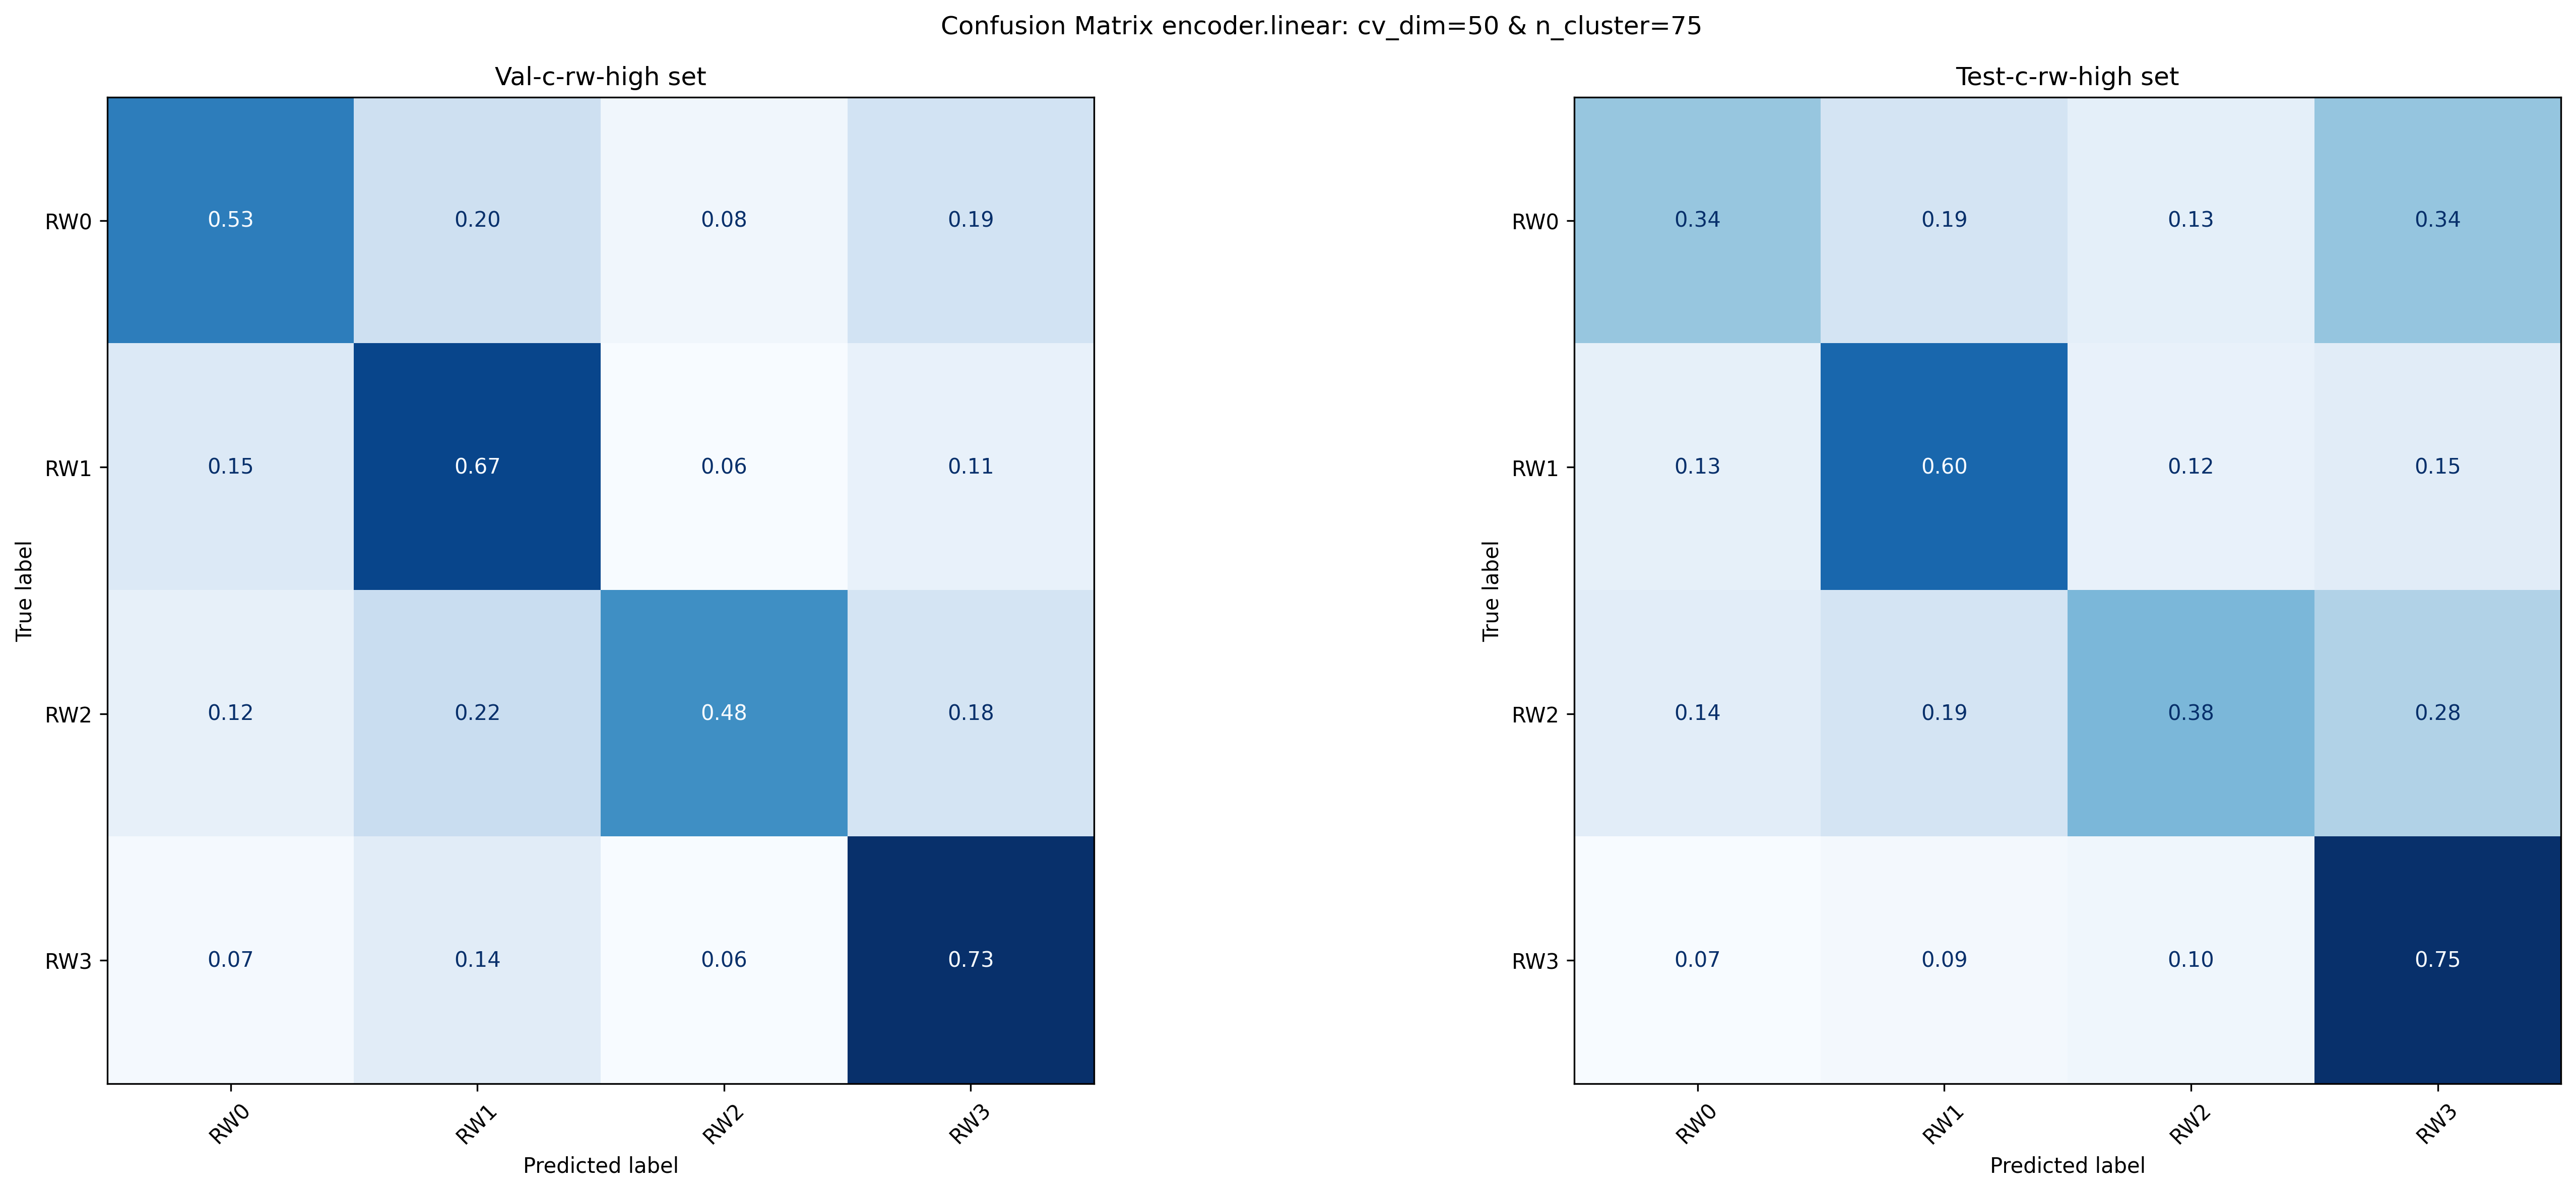 Confusion Matrix encoder.linear: cv_dim=50 & n_cluster=75
Val-c-rw-high set
True label
RW0 0.53 0.20 0.08 0.19
RW1 0.15 0.67 0.06 0.11
RW2 0.12 0.22 0.48 0.18
RW3 0.07 0.14 0.06 0.73
RW0 RW1 RW2 RW3
Predicted label
Test-c-rw-high set
True label
RW0 0.34 0.19 0.13 0.34
RW1 0.13 0.60 0.12 0.15
RW2 0.14 0.19 0.38 0.28
RW3 0.07 0.09 0.10 0.75
RW0 RW1 RW2 RW3
Predicted label